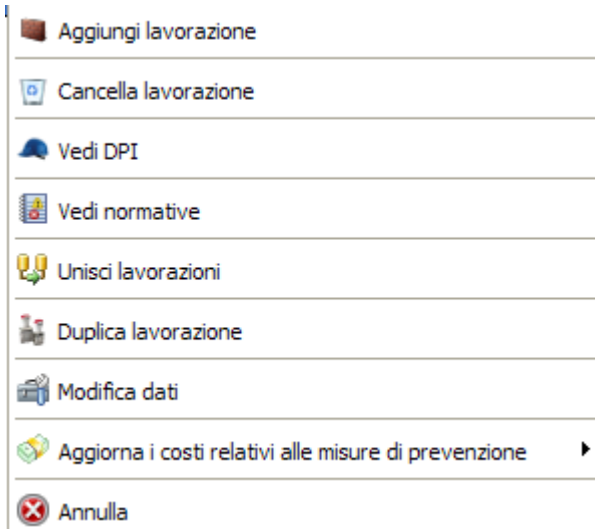 Aggiungi lavorazione
Cancella lavorazione
Vedi DPI
Vedi normative
Unisci lavorazioni
Duplica lavorazione
Modifica dati
Aggiorna i costi relativi alle misure di prevenzione
Annulla